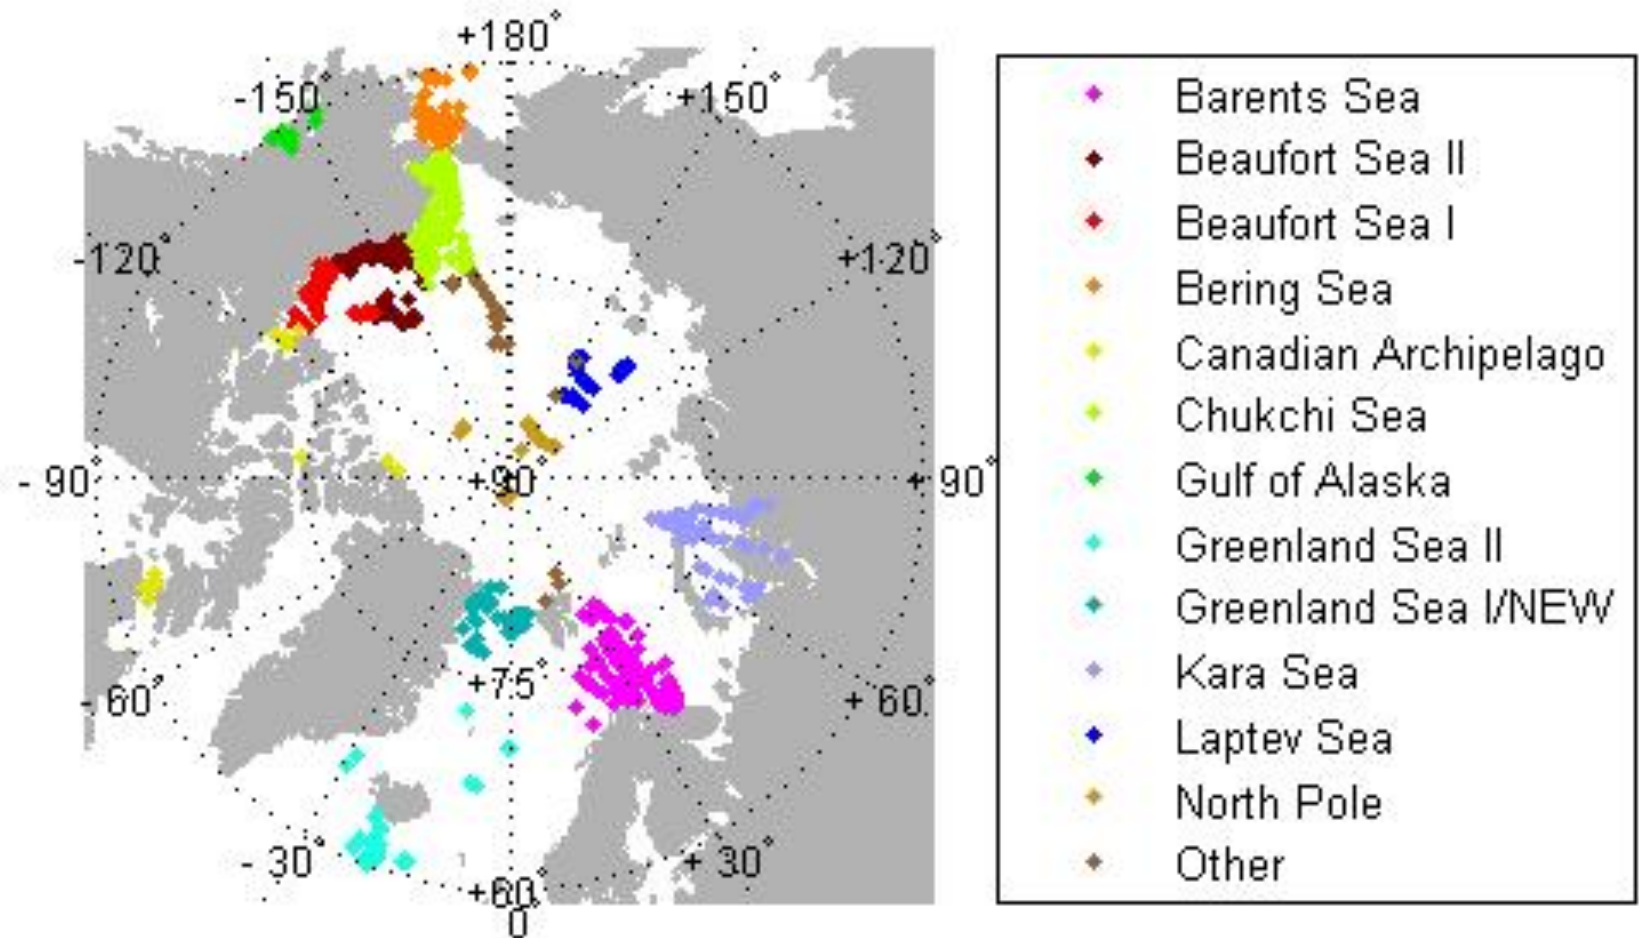 +180°
-150°
+150°
-120°
+120°
- 90°
+90
+ 90°
+75°
- 60°
+ 60°
- 30°
+ 30°
+60°
0
Barents Sea
Beaufort Sea II
Beaufort Sea I
Bering Sea
Canadian Archipelago
Chukchi Sea
Gulf of Alaska
Greenland Sea II
Greenland Sea I/NEW
Kara Sea
Laptev Sea
North Pole
Other